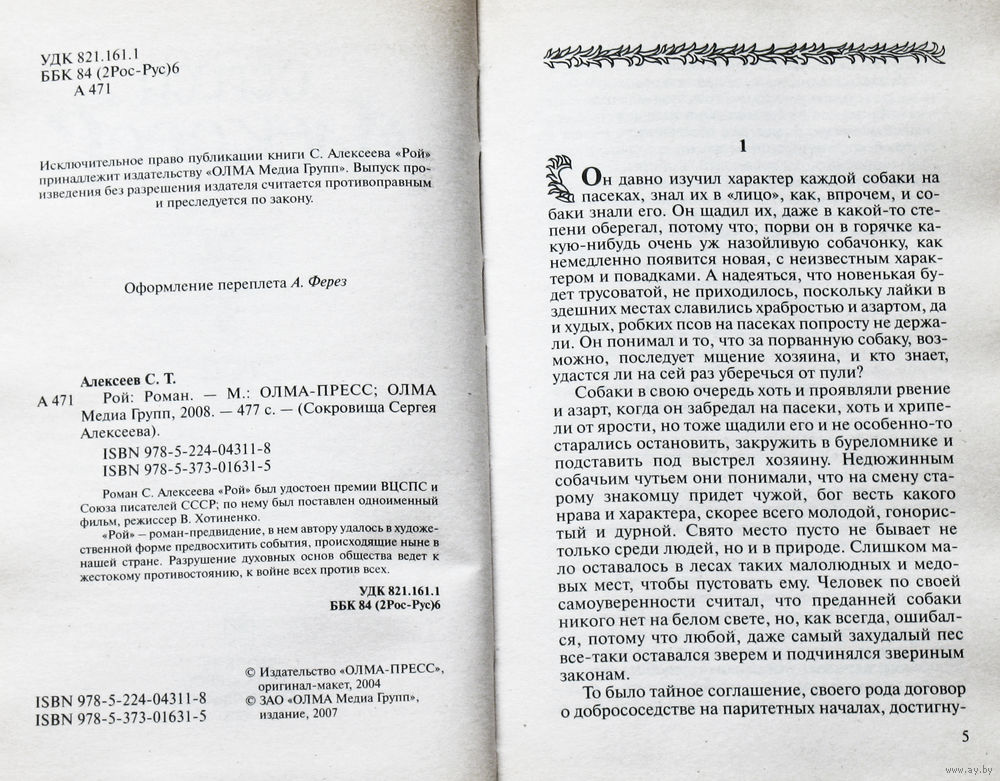 УДК 821.161.1
ББК 84 (2Рос-Рус)6
А 471
Исключительное право публикации книги С. Алексеева «Рой»
принадлежит издательству «ОЛМА Медиа Групп». Выпуск про-
изведения без разрешения издателя считается противоправным
и преследуется по закону.
Оформление переплета А. Ферез
Алексеев С. Т.
А 471 Рой: Роман. — М.: ОЛМА-ПРЕСС; ОЛМА
Медиа Групп, 2008. — 477 с. — (Сокровища Сергея
Алексеева).
ISBN 978-5-224-04311-8
ISBN 978-5-373-01631-5
Роман С. Алексеева «Рой» был удостоен премии ВЦСПС и
Союза писателей СССР; по нему был поставлен одноименный
фильм, режиссер В. Хотиненко.
«Рой» – роман-предвидение, в нем автору удалось в художе-
ственной форме предвосхитить события, происходящие ныне в
нашей стране. Разрушение духовных основ общества ведет к
жестокому противостоянию, к войне всех против всех.
УДК 821.161.1
ББК 84 (2Рос-Рус)6
© Издательство «ОЛМА-ПРЕСС»,
оригинал-макет, 2004
© ЗАО «ОЛМА Медиа Групп»,
издание, 2007
ISBN 978-5-224-04311-8
ISBN 978-5-373-01631-5
1
Он давно изучил характер каждой собаки на
пасеках, знал их в «лицо», как, впрочем, и со-
баки знали его. Он щадил их, даже в какой-то сте-
пени оберегал, потому что, порви он в горячке ка-
кую-нибудь очень уж назойливую собачонку, как
немедленно появится новая, с неизвестным харак-
тером и повадками. А надеяться, что новенькая бу-
дет трусоватой, не приходилось, поскольку лайки в
здешних местах славились храбростью и азартом, да
и худых, робких псов на пасеках попросту не держа-
ли. Он понимал и то, что за порванную собаку, воз-
можно, последует мщение хозяина, и кто знает,
удастся ли на сей раз уберечься от пули?
Собаки в свою очередь хоть и проявляли рвение
и азарт, когда он забредал на пасеки, хоть и хрипе-
ли от ярости, но тоже щадили его и не особенно-то
старались остановить, закружить в буреломнике и
подставить под выстрел хозяину. Недюжинным
собачьим чутьем они понимали, что на смену ста-
рому знакомцу придет чужой, бог весть какого
нрава и характера, скорее всего молодой, гонорис-
тый и дурной. Свято место пусто не бывает не
только среди людей, но и в природе. Слишком ма-
ло оставалось в лесах таких малолюдных и медо-
вых мест, чтобы пустовать ему. Человек по своей
самоуверенности считал, что преданней собаки
никого нет на белом свете, но, как всегда, ошибал-
ся, потому что любой, даже самый захудалый пес
все-таки оставался зверем и подчинялся звериным
законам.
То было тайное соглашение, своего рода договор
о добрососедстве на паритетных началах, достигну-
5
www.ay.by